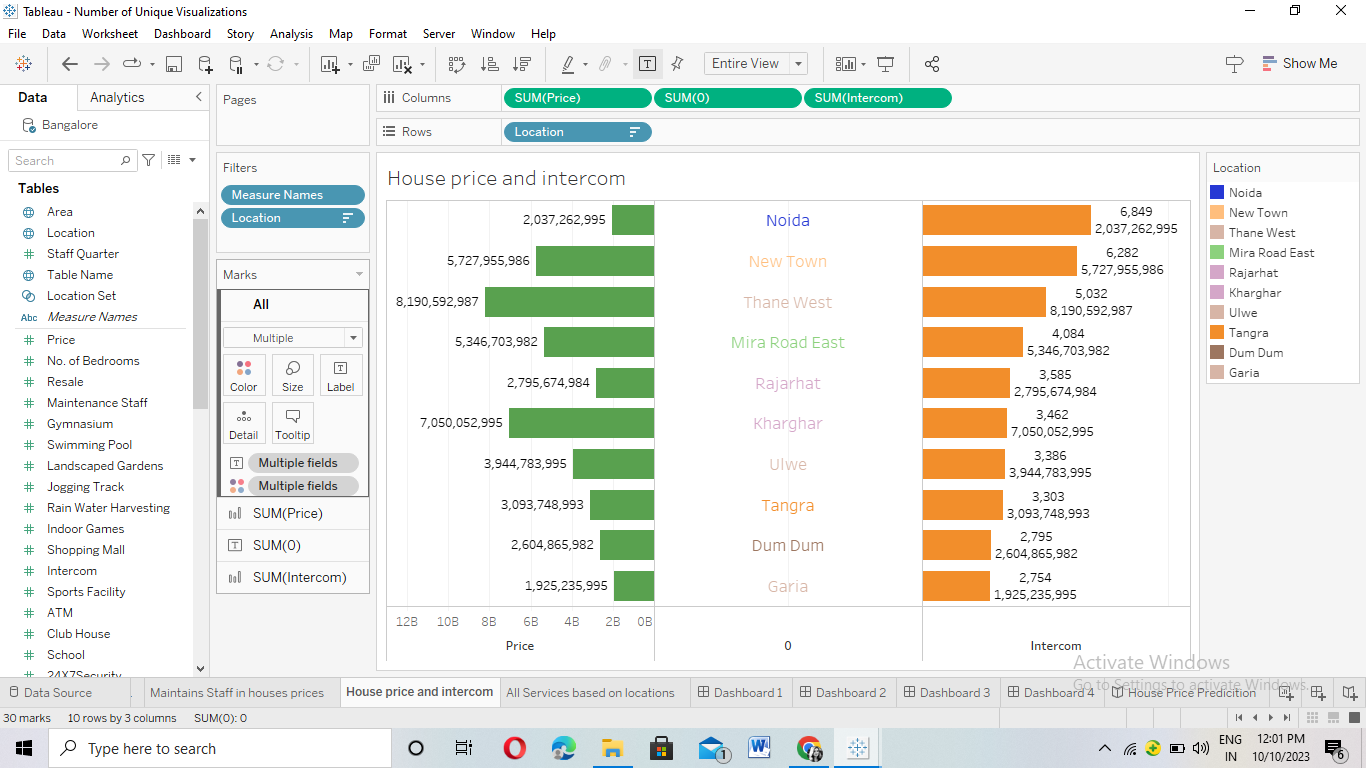 Tableau - Number of Unique Visualizations
File Data Worksheet Dashboard Story Analysis Map Format Server Window Help
Entire View
Show Me
Data Analytics
Bangalore
Search
Tables
Area
Location
Staff Quarter
Table Name
Location Set
Abc Measure Names
Price
No. of Bedrooms
Resale
Maintenance Staff
Gymnasium
Swimming Pool
Landscaped Gardens
Jogging Track
Rain Water Harvesting
Indoor Games
Shopping Mall
Intercom
Sports Facility
ATM
Club House
School
24X7Security
Pages
Filters
Measure Names
Location
Marks
All
Multiple
Color Size Label
Detail Tooltip
Multiple fields
Multiple fields
SUM(Price)
SUM(0)
SUM(Intercom)
Columns SUM(Price) SUM(0) SUM(Intercom)
Rows Location
House price and intercom
2,037,262,995 Noida 6,849
2,037,262,995
5,727,955,986 New Town 6,282
5,727,955,986
8,190,592,987 Thane West 5,032
8,190,592,987
5,346,703,982 Mira Road East 4,084
5,346,703,982
2,795,674,984 Rajarhat 3,585
2,795,674,984
7,050,052,995 Kharghar 3,462
7,050,052,995
3,944,783,995 Ulwe 3,386
3,944,783,995
3,093,748,993 Tangra 3,303
3,093,748,993
2,604,865,982 Dum Dum 2,795
2,604,865,982
1,925,235,995 Garia 2,754
1,925,235,995
12B 10B 8B 6B 4B 2B 0B
Price 0 Intercom
Location
Noida
New Town
Thane West
Mira Road East
Rajarhat
Kharghar
Ulwe
Tangra
Dum Dum
Garia
Activate Windows
Go to Settings to activate Windows.
Data Source Maintains Staff in houses prices House price and intercom All Services based on locations Dashboard 1 Dashboard 2 Dashboard 3 Dashboard 4 House Price Predicition
30 marks 10 rows by 3 columns SUM(0): 0
Type here to search
1
ENG
IN
12:01 PM
10/10/2023
6